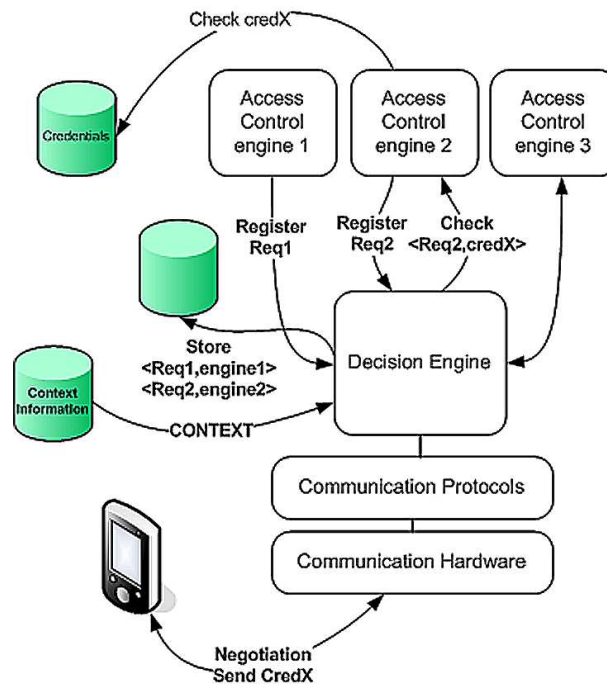 Check credX
Credentials
Access
Control
engine 1
Access
Control
engine 2
Access
Control
engine 3
Register
Req1
Register
Req2
Check
<Req2,credX>
Store
<Req1,engine1>
<Req2,engine2>
Decision Engine
Context
Information
CONTEXT
Communication Protocols
Communication Hardware
Negotiation
Send CredX